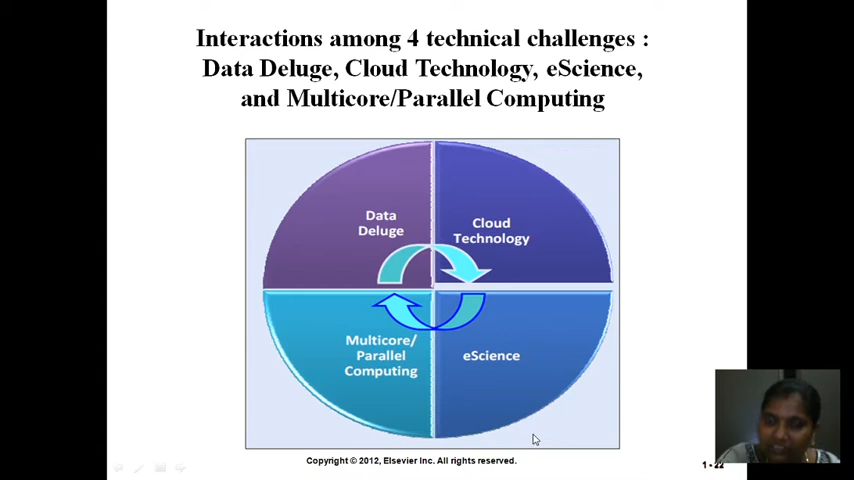 Interactions among 4 technical challenges :
Data Deluge, Cloud Technology, eScience,
and Multicore/Parallel Computing
Data
Deluge
Cloud
Technology
Multicore/
Parallel
Computing
eScience
Copyright © 2012, Elsevier Inc. All rights reserved.
1 - 22